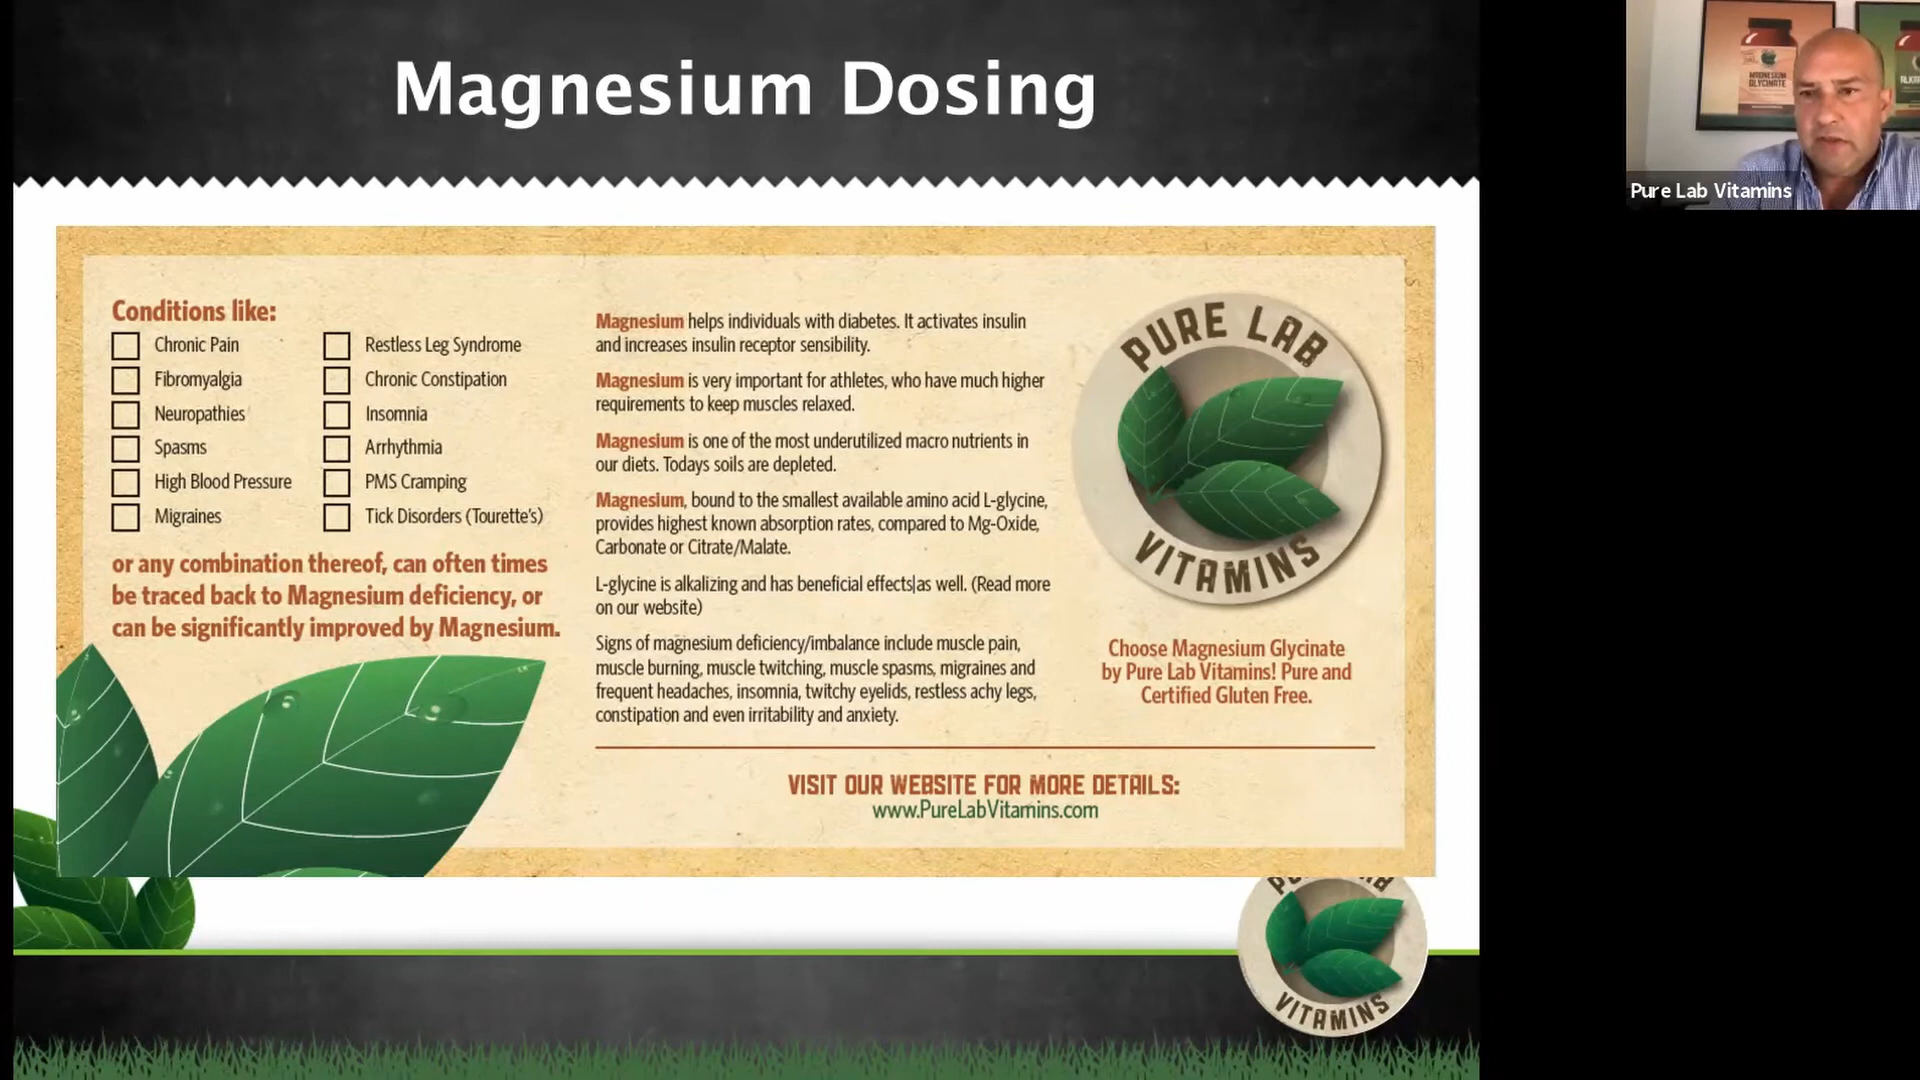 Magnesium Dosing
Conditions like:
Chronic Pain
Fibromyalgia
Neuropathies
Spasms
High Blood Pressure
Migraines
Restless Leg Syndrome
Chronic Constipation
Insomnia
Arrhythmia
PMS Cramping
Tick Disorders (Tourette's)
or any combination thereof, can often times
be traced back to Magnesium deficiency, or
can be significantly improved by Magnesium.
Magnesium helps individuals with diabetes. It activates insulin
and increases insulin receptor sensibility.
Magnesium is very important for athletes, who have much higher
requirements to keep muscles relaxed.
Magnesium is one of the most underutilized macro nutrients in
our diets. Todays soils are depleted.
Magnesium, bound to the smallest available amino acid L-glycine,
provides highest known absorption rates, compared to Mg-Oxide,
Carbonate or Citrate/Malate.
L-glycine is alkalizing and has beneficial effects as well. (Read more
on our website)
Signs of magnesium deficiency/imbalance include muscle pain,
muscle burning, muscle twitching, muscle spasms, migraines and
frequent headaches, insomnia, twitchy eyelids, restless achy legs,
constipation and even irritability and anxiety.
PURE LAB
VITAMINS
Choose Magnesium Glycinate
by Pure Lab Vitamins! Pure and
Certified Gluten Free.
VISIT OUR WEBSITE FOR MORE DETAILS:
www.PureLabVitamins.com
VITAMINS
MAGNESIUM
GLYCINATE
Pure Lab Vitamins